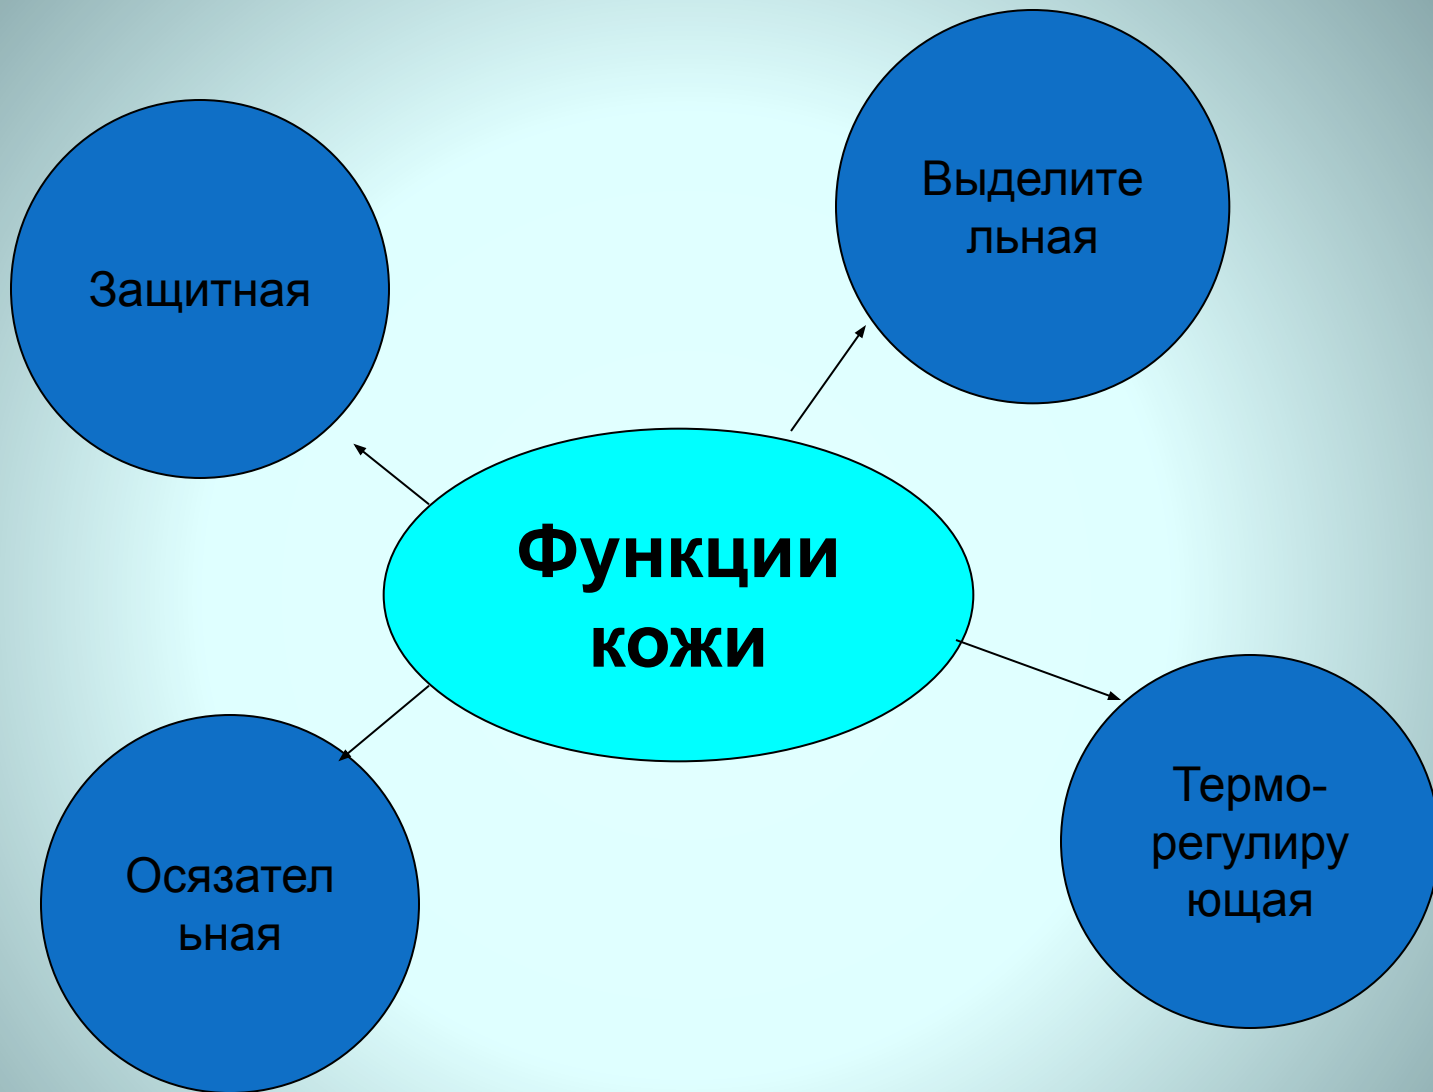 Выделите
льная
Защитная
Функции
кожи
Термо-
регулиру
ющая
Осязател
ьная